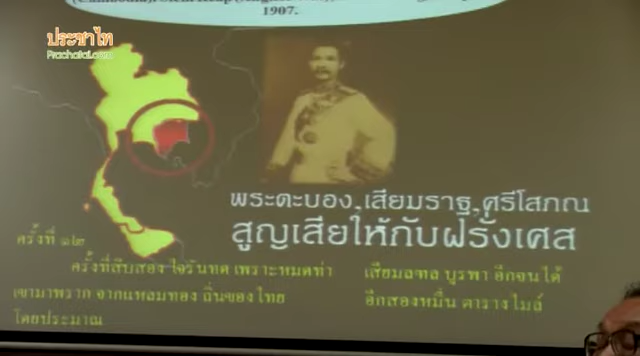 ประชาไท
Prachatai.com
1907.
พระตะบอง,เสียมราฐ,ศรีโสภณ
สูญเสียให้กับฝรั่งเศส
ครั้งที่ ๑๒
ครั้งที่สิบสอง ใจรันทด เพราะหมดท่า
เสียมลฑล บูรพา อีกจนได้
เขามาพราก จากแหลมทอง ถิ่นของไทย
อีกสองหมื่น ตารางไมล์
โดยประมาณ